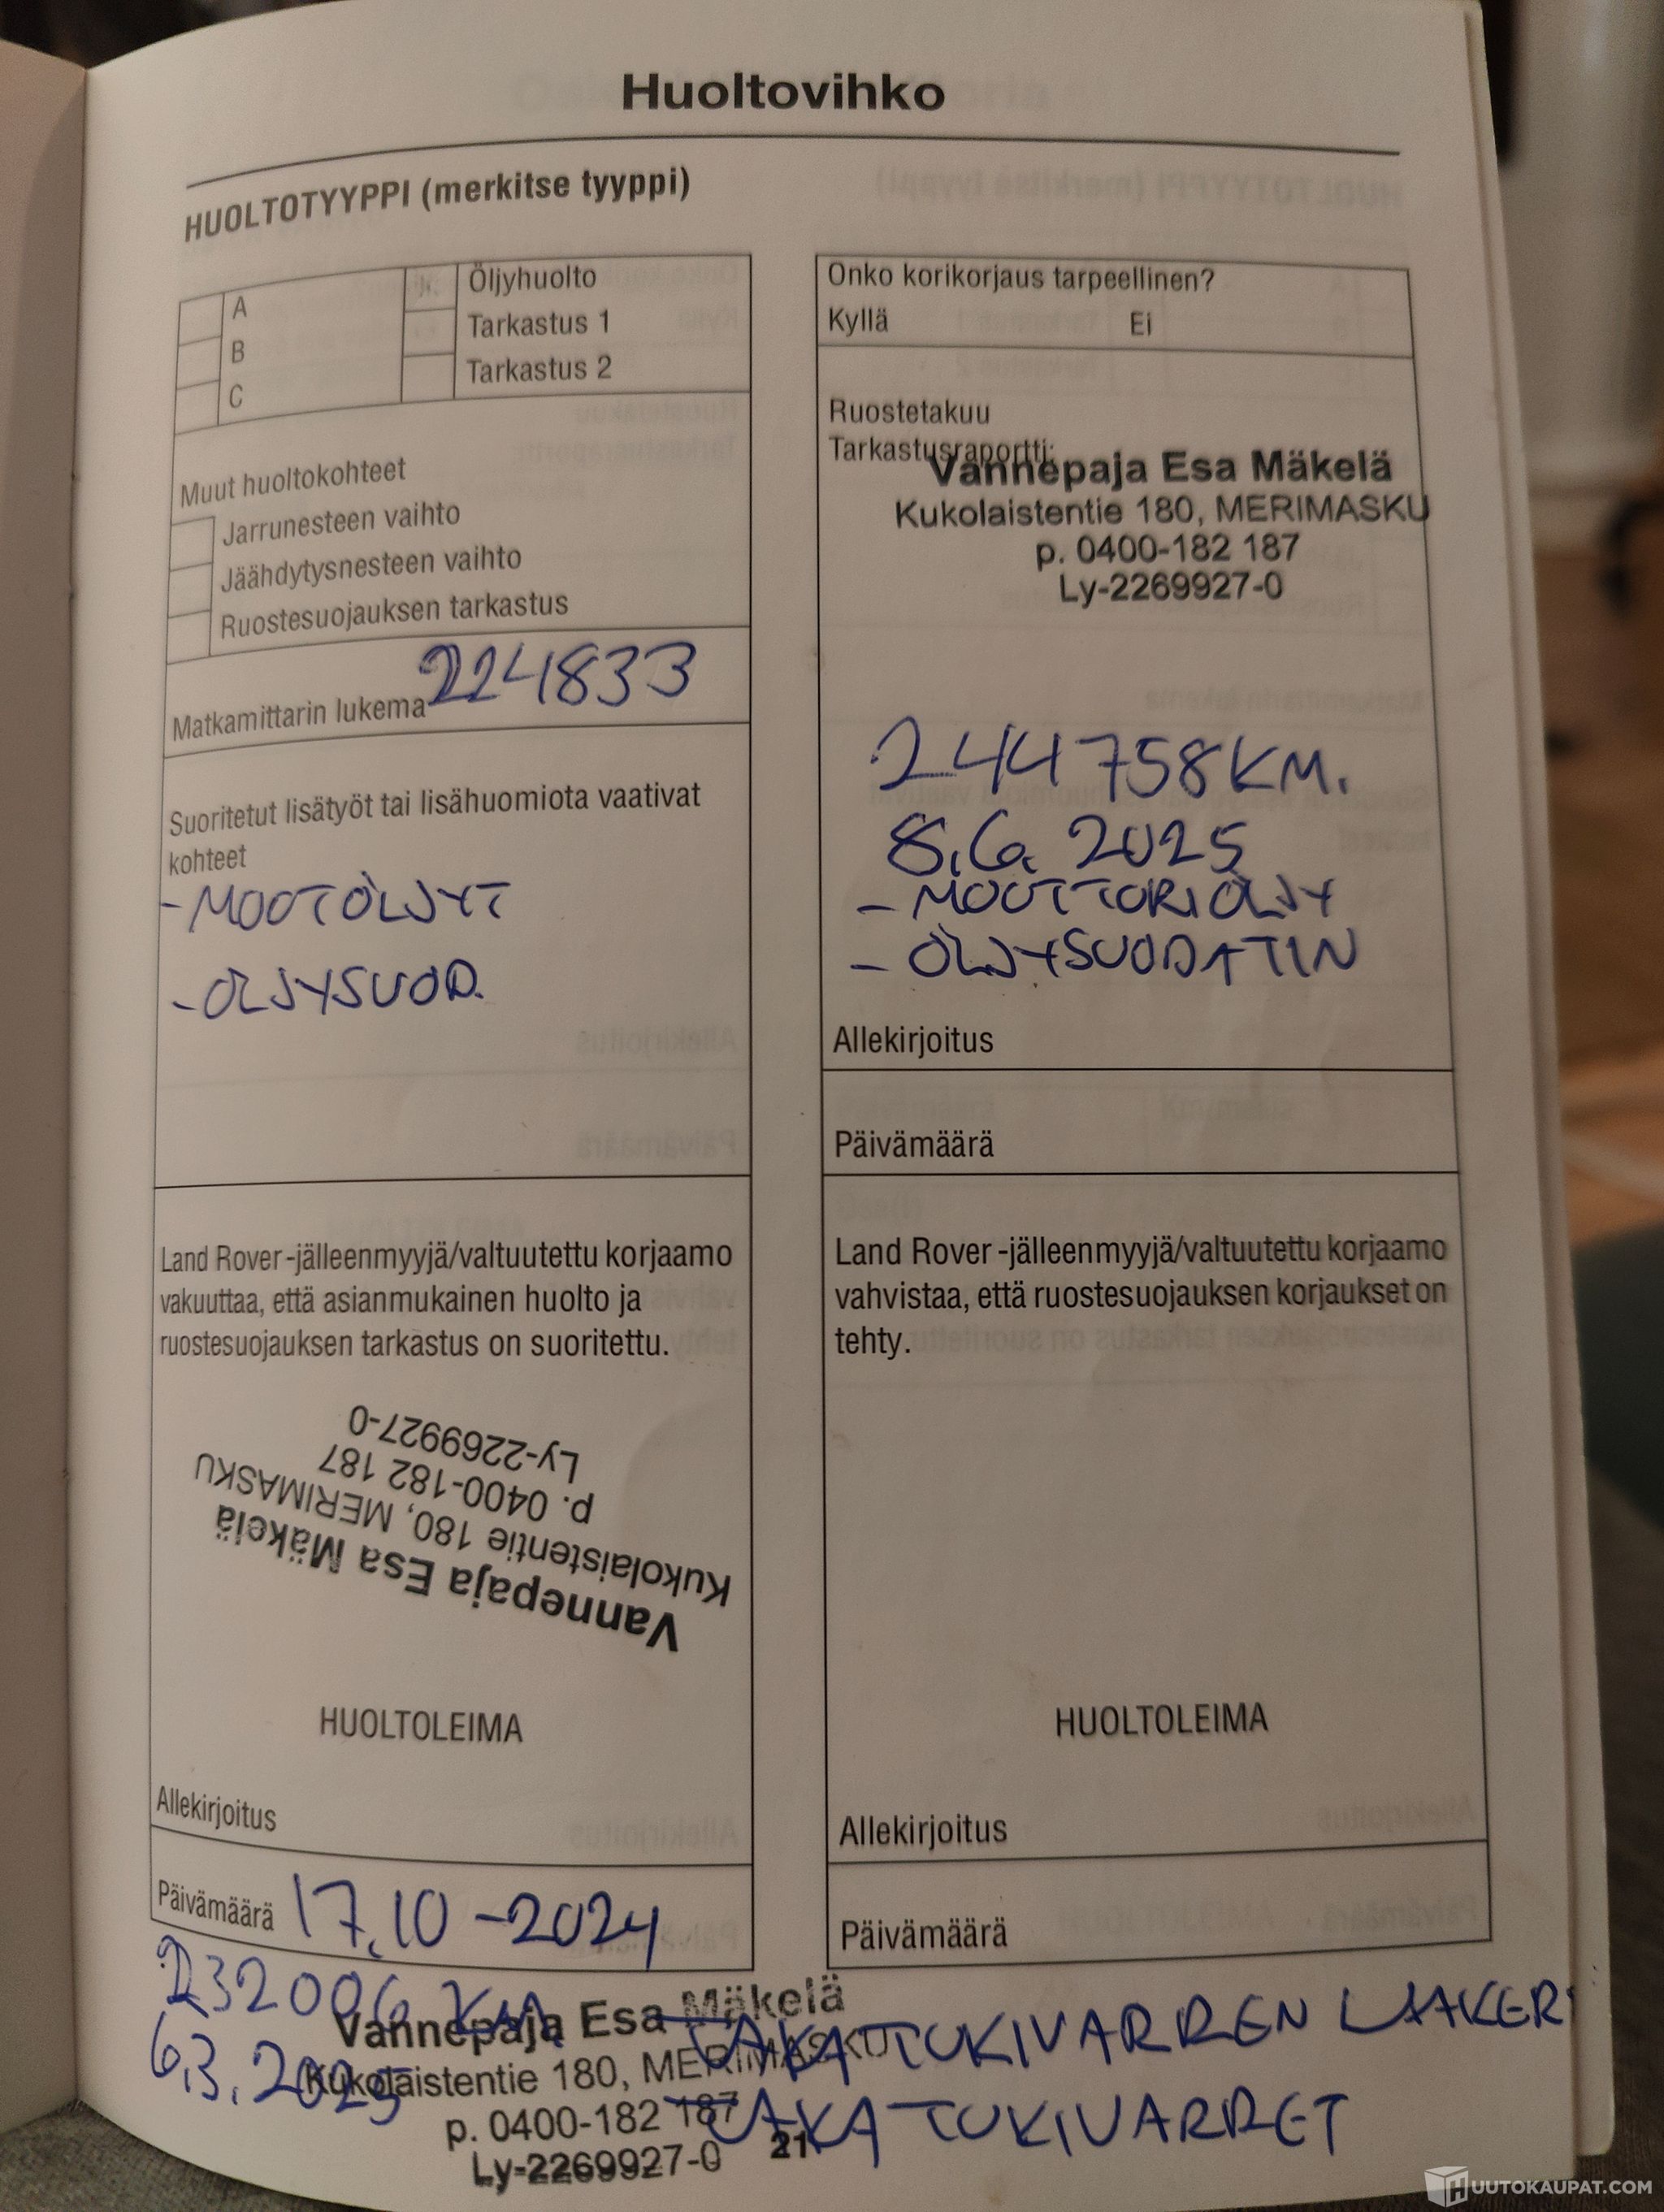 Huoltovihko
HUOLTOTYYPPI (merkitse tyyppi)
A
B
C
Öljyhuolto
Tarkastus 1
Tarkastus 2
Muut huoltokohteet
Jarrunesteen vaihto
Jäähdytysnesteen vaihto
Ruostesuojauksen tarkastus
Matkamittarin lukema 224833
Suoritetut lisätyöt tai lisähuomiota vaativat
kohteet
-MOOTÖLJYT
-ÖLJYSUOD.
Land Rover -jälleenmyyjä/valtuutettu korjaamo
vakuuttaa, että asianmukainen huolto ja
ruostesuojauksen tarkastus on suoritettu.
Vannepaja Esa Mäkelä
Kukolaistentie 180, MERIMASKU
p. 0400-182 187
Ly-2269927-0
HUOLTOLEIMA
Allekirjoitus
Päivämäärä 17.10-2024
Onko korikorjaus tarpeellinen?
Kyllä Ei
Ruostetakuu
Tarkastusraportti:
Vannepaja Esa Mäkelä
Kukolaistentie 180, MERIMASKU
p. 0400-182 187
Ly-2269927-0
244758KM.
8.6. 2025
- MOOTTORIÖLJY
- ÖLJYSUODATIN
Allekirjoitus
Päivämäärä
Land Rover -jälleenmyyjä/valtuutettu korjaamo
vahvistaa, että ruostesuojauksen korjaukset on
tehty.
HUOLTOLEIMA
Allekirjoitus
Päivämäärä
232006 KM
6.3.2025
Vannepaja Esa Mäkelä
Kukolaistentie 180, MERIMASKU
p. 0400-182 187
Ly-2269927-0
TAKATUKIVARREN LAAKERI
TAKATUKIVARRET
21
HUUTOKAUPAT.COM